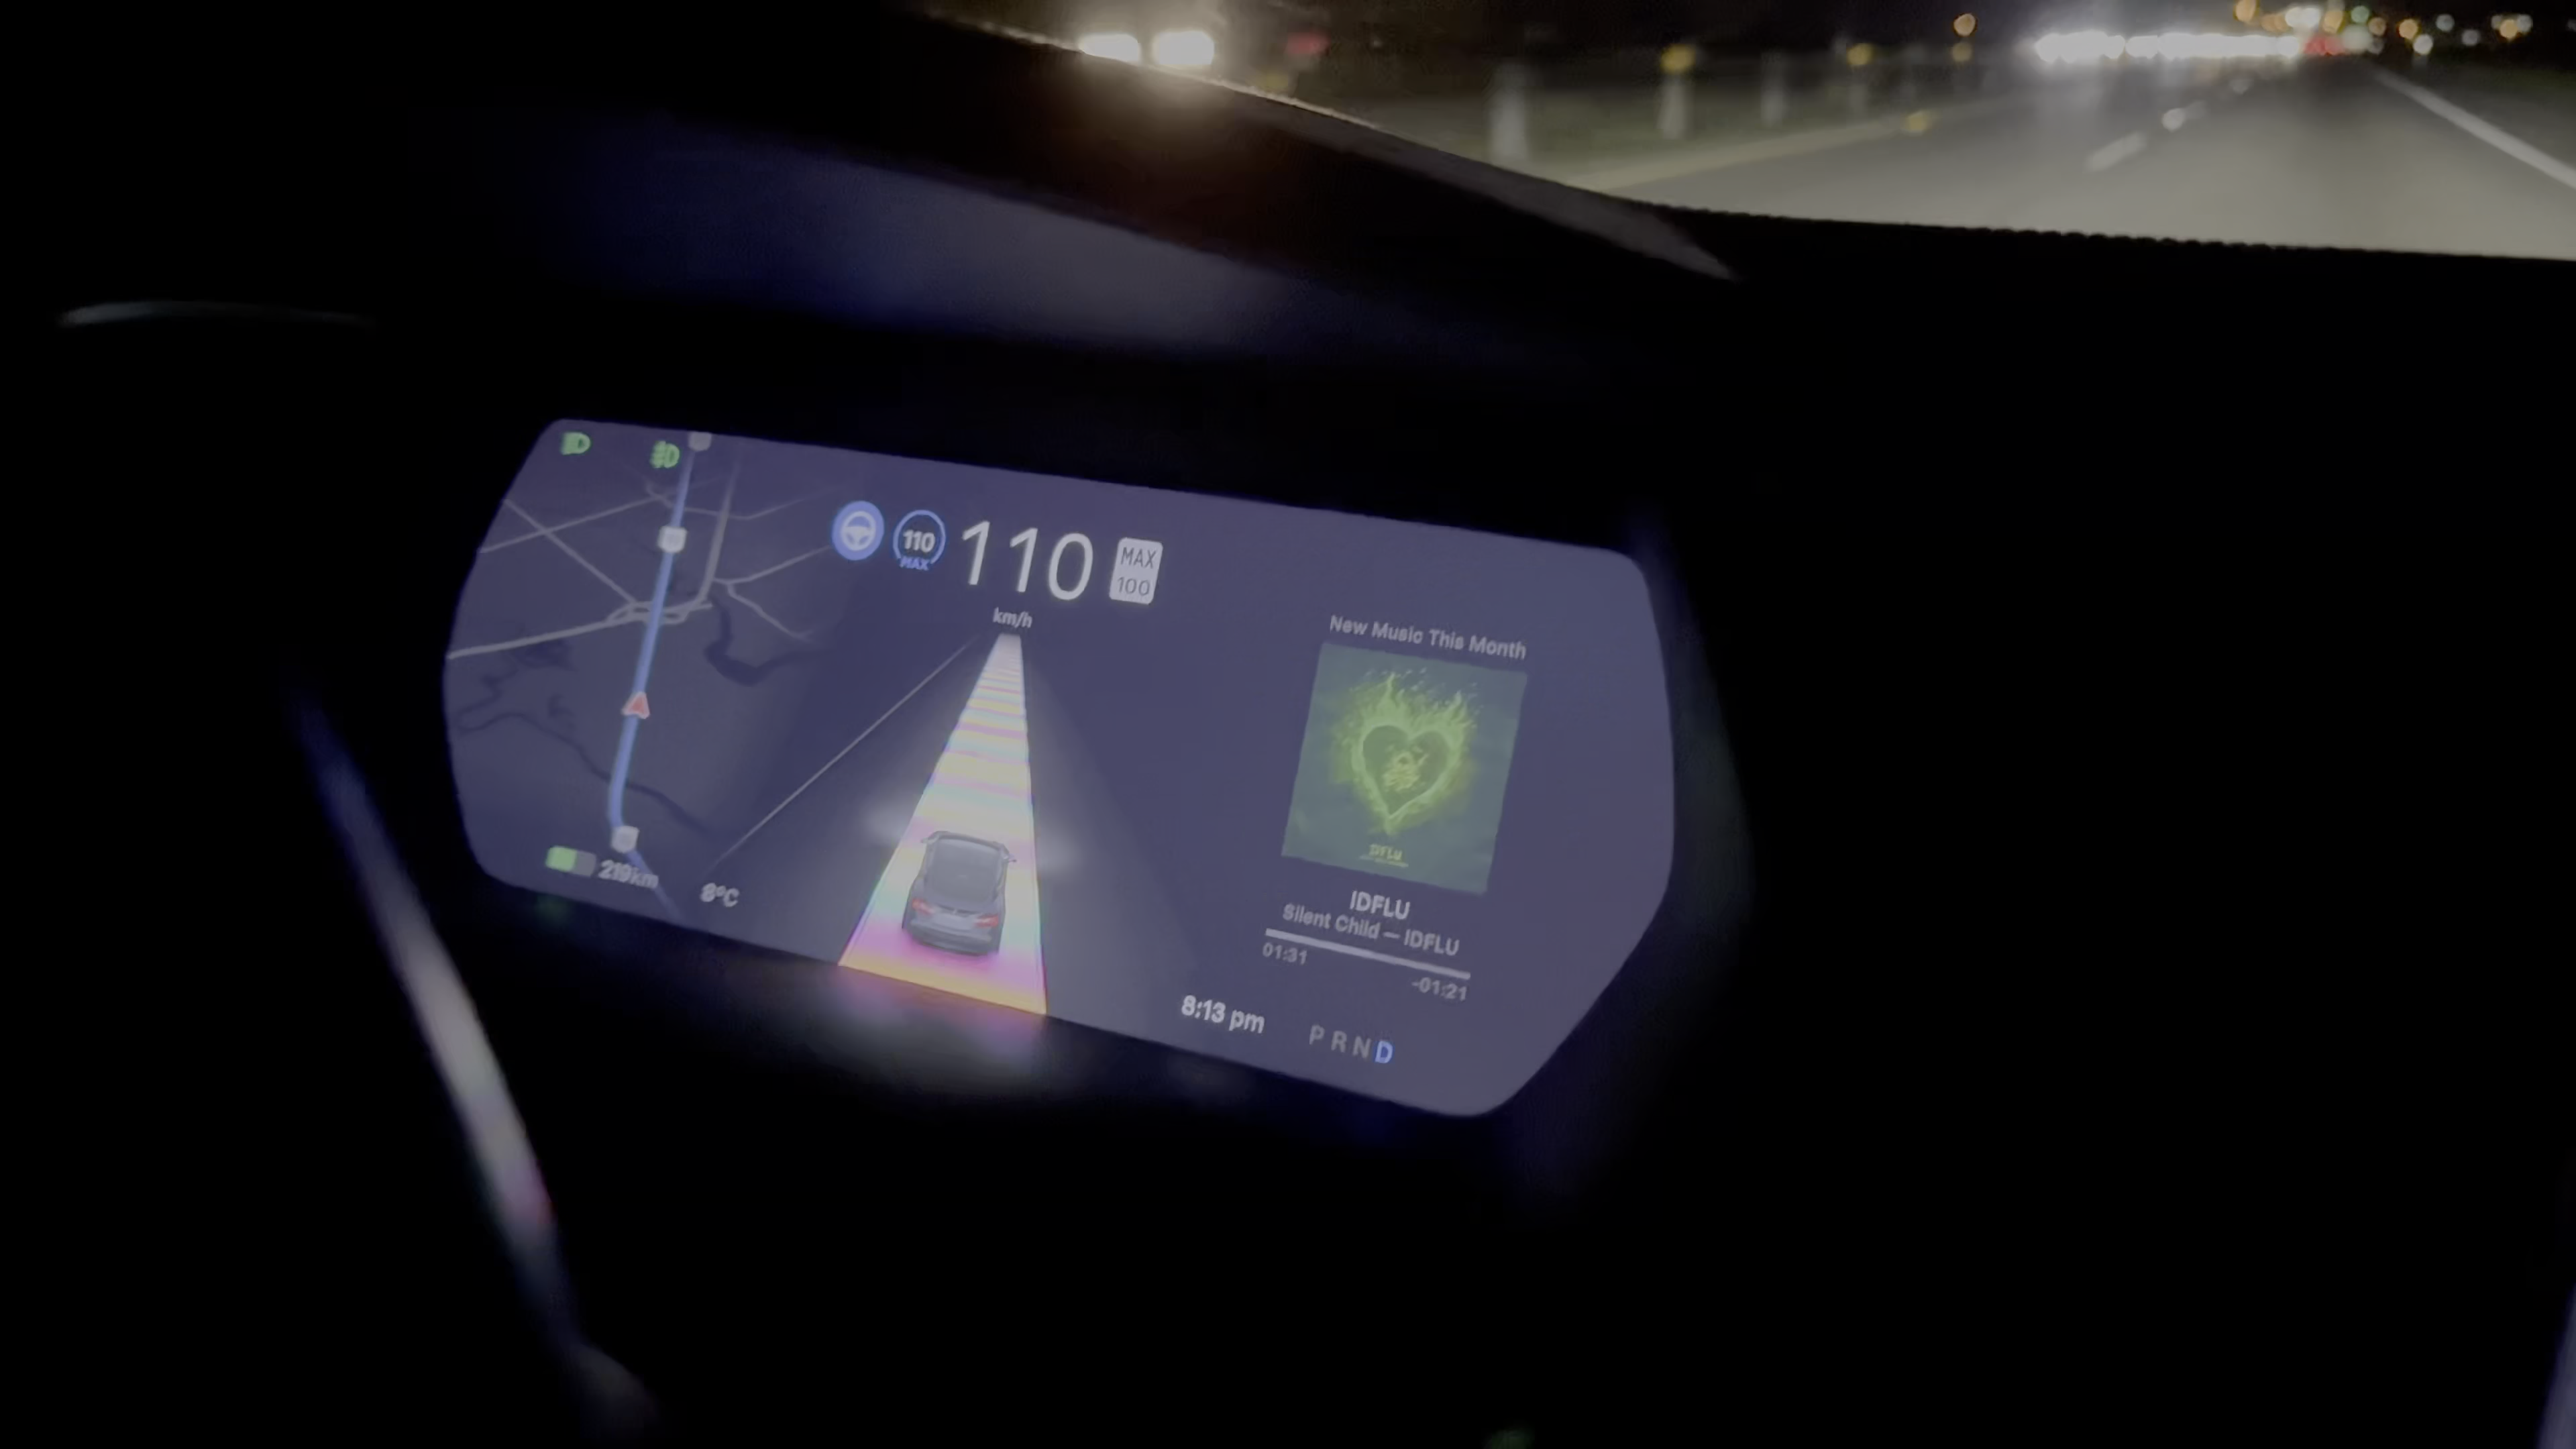 110
MAX
110
MAX
100
km/h
New Music This Month
IDFLU
IDFLU
Silent Child — IDFLU
01:31
-01:21
219km
8°C
8:13 pm
P R N D